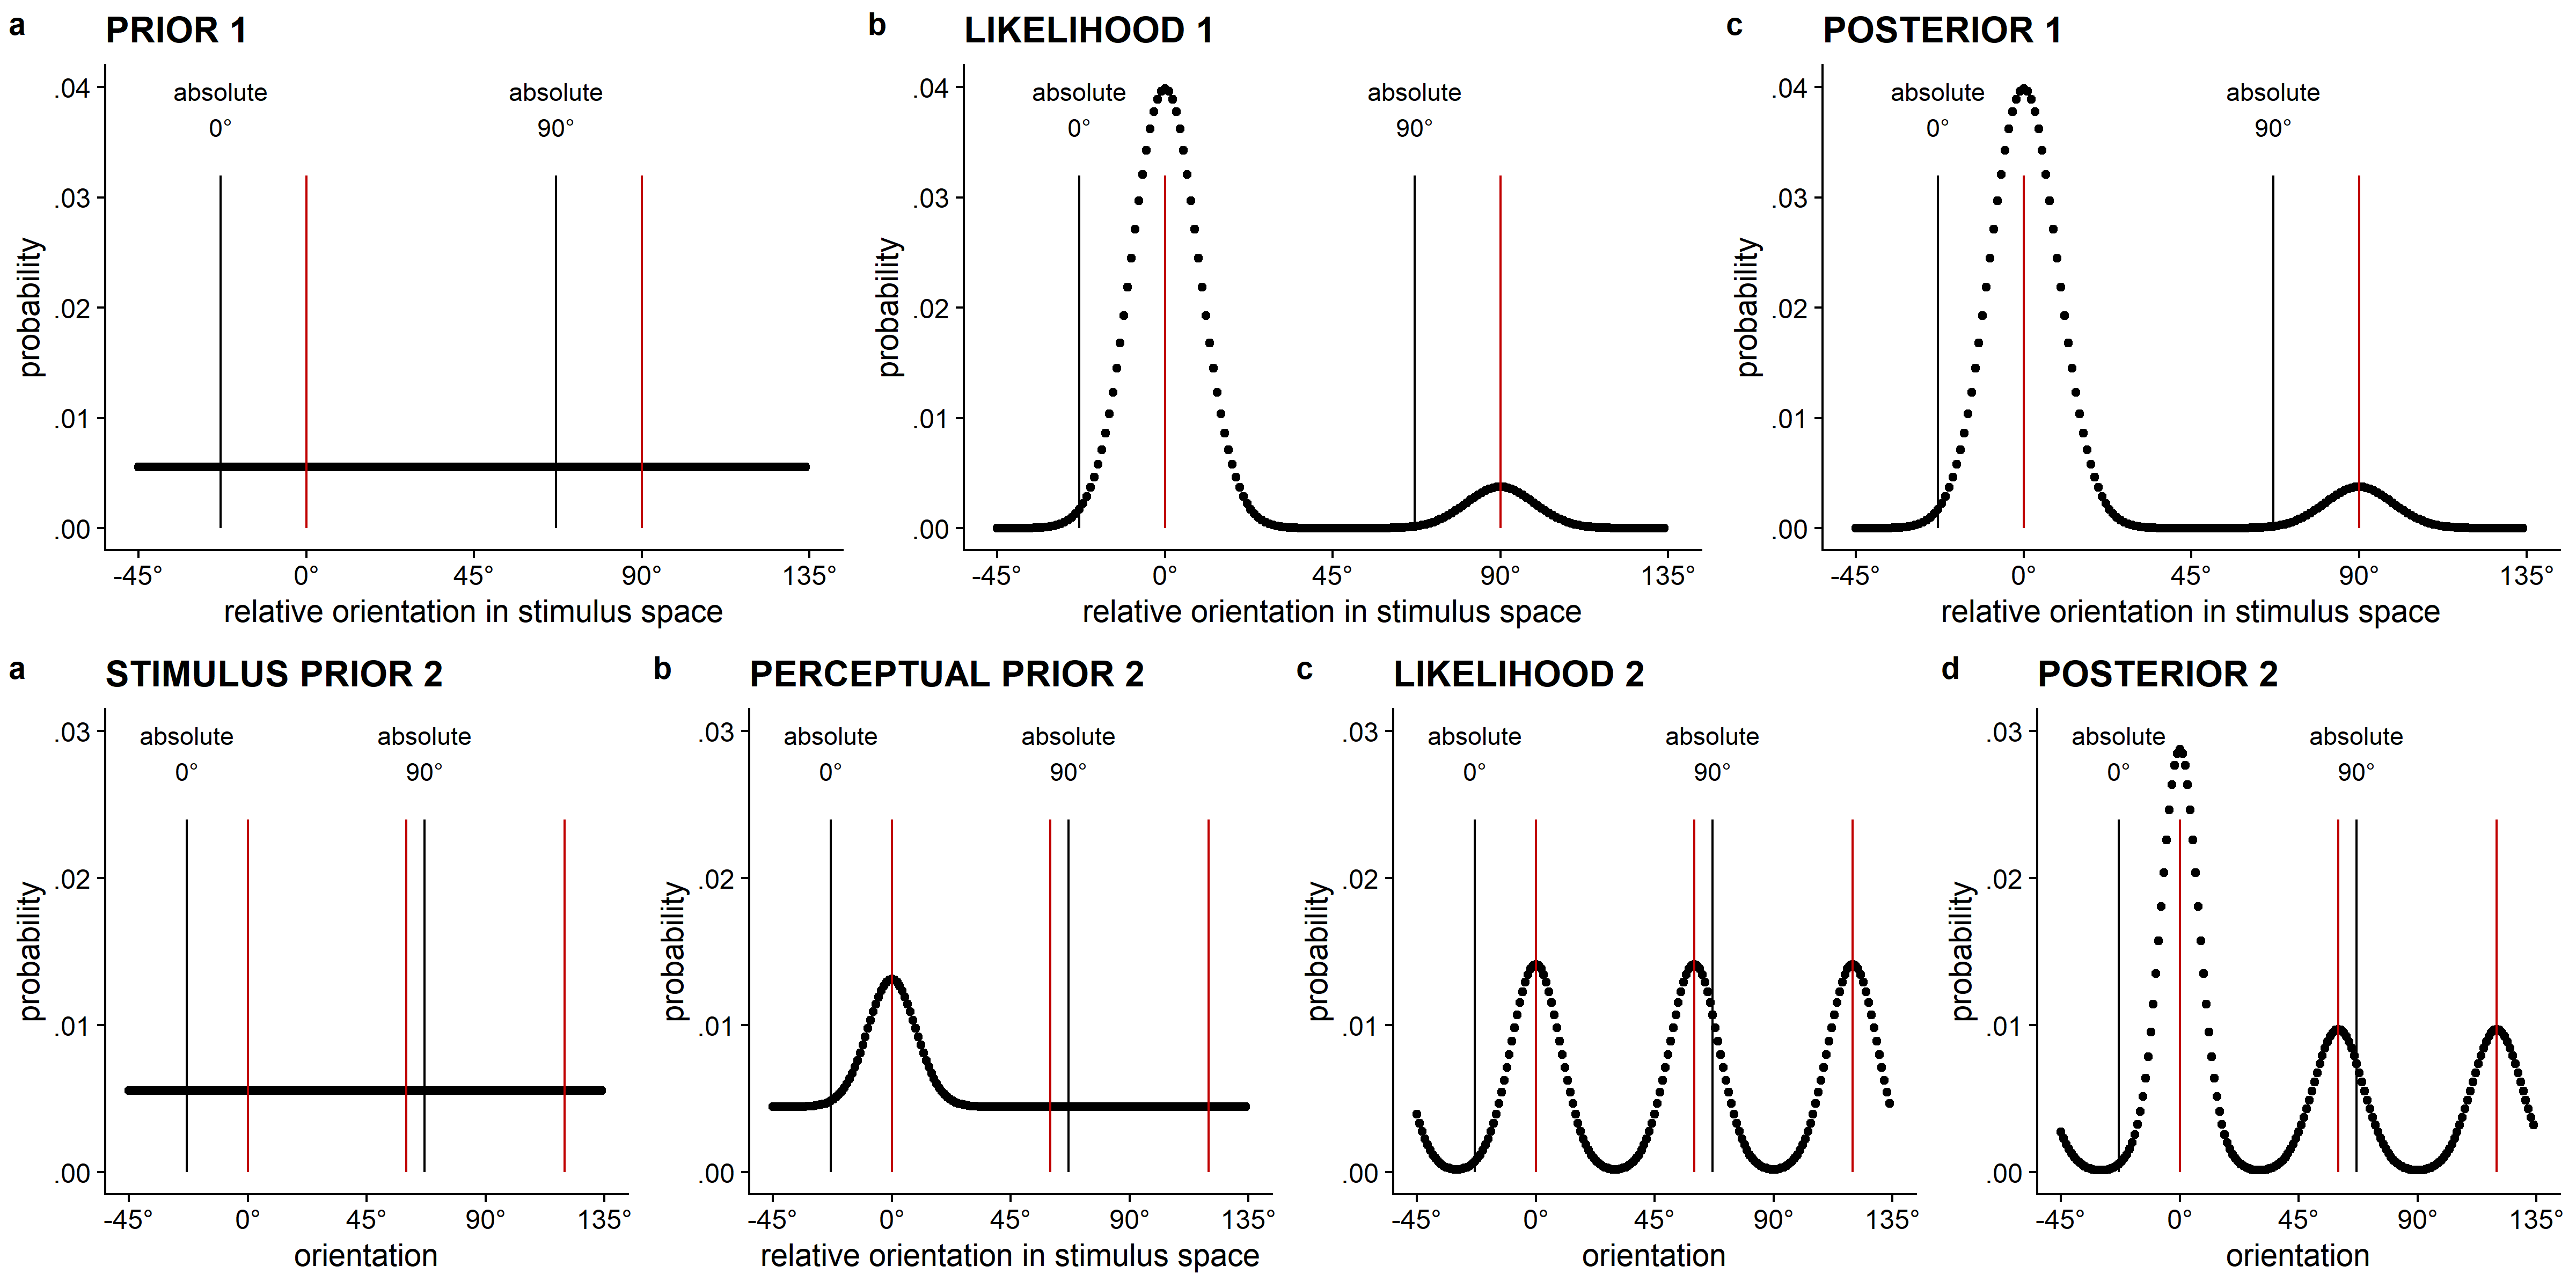 a PRIOR 1
.04
.03
.02
.01
.00
probability
absolute
0°
absolute
90°
-45° 0° 45° 90° 135°
relative orientation in stimulus space
b LIKELIHOOD 1
.04
.03
.02
.01
.00
probability
absolute
0°
absolute
90°
-45° 0° 45° 90° 135°
relative orientation in stimulus space
c POSTERIOR 1
.04
.03
.02
.01
.00
probability
absolute
0°
absolute
90°
-45° 0° 45° 90° 135°
relative orientation in stimulus space
a STIMULUS PRIOR 2
.03
.02
.01
.00
probability
absolute
0°
absolute
90°
-45° 0° 45° 90° 135°
orientation
b PERCEPTUAL PRIOR 2
.03
.02
.01
.00
probability
absolute
0°
absolute
90°
-45° 0° 45° 90° 135°
relative orientation in stimulus space
c LIKELIHOOD 2
.03
.02
.01
.00
probability
absolute
0°
absolute
90°
-45° 0° 45° 90° 135°
orientation
d POSTERIOR 2
.03
.02
.01
.00
probability
absolute
0°
absolute
90°
-45° 0° 45° 90° 135°
orientation